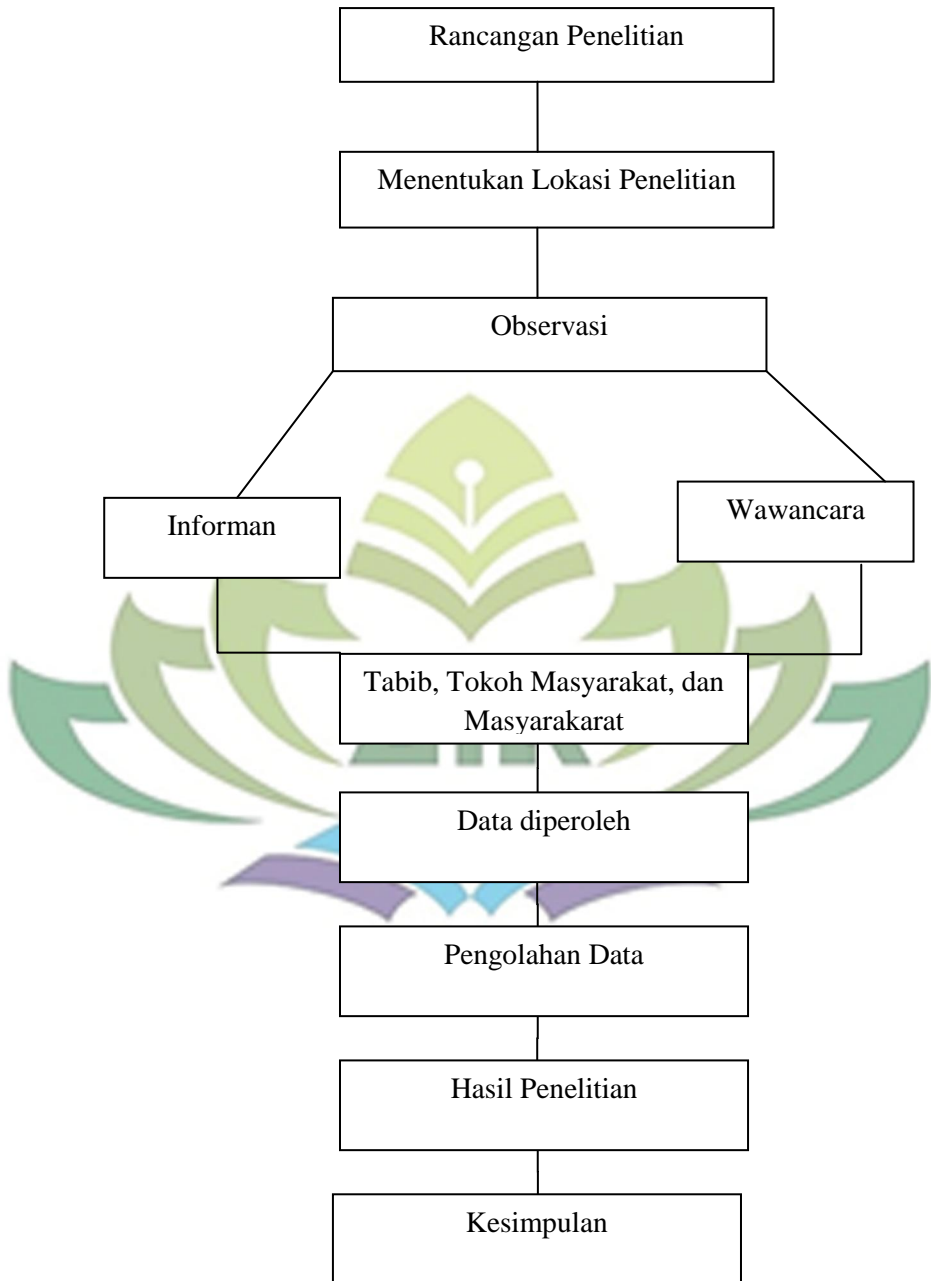 Rancangan Penelitian
Menentukan Lokasi Penelitian
Observasi
Informan
Wawancara
Tabib, Tokoh Masyarakat, dan
Masyarakarat
Data diperoleh
Pengolahan Data
Hasil Penelitian
Kesimpulan